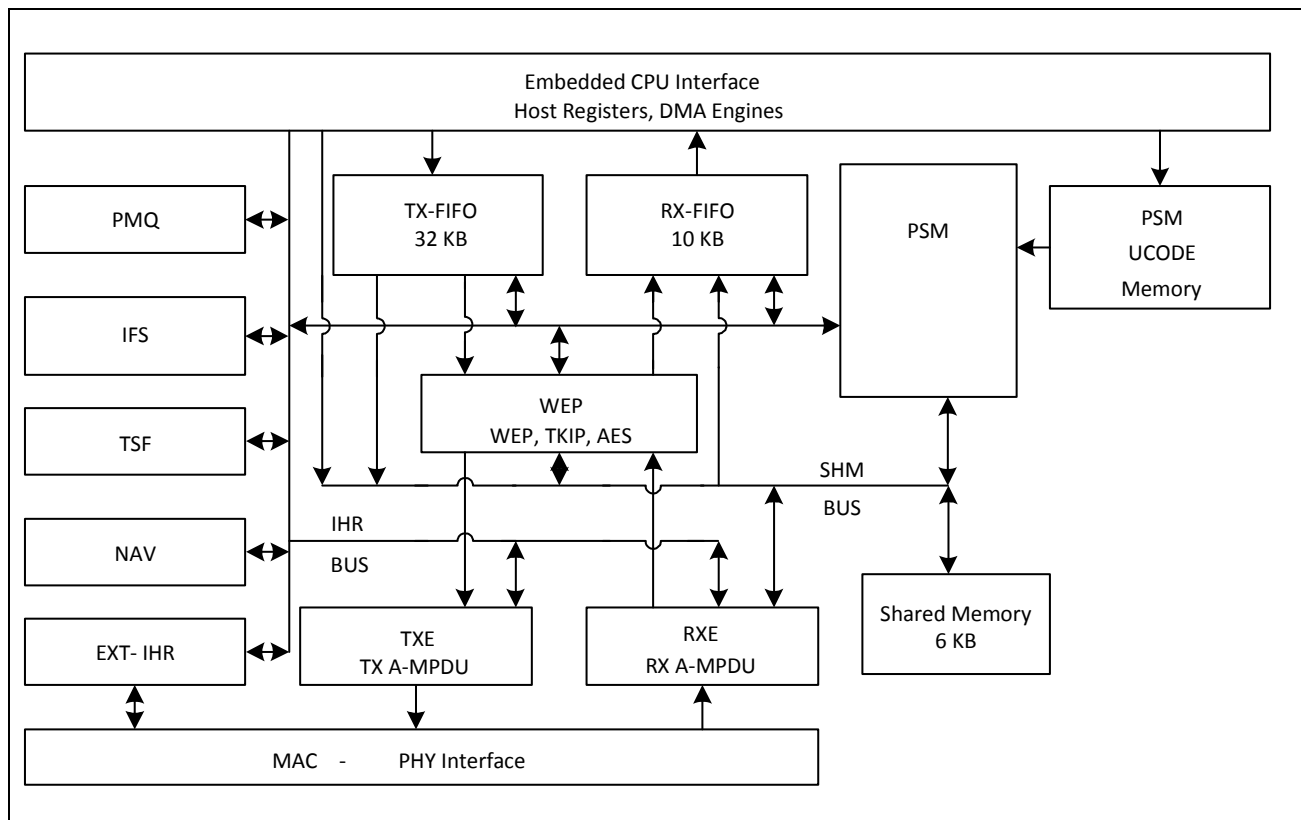 Embedded CPU Interface
Host Registers, DMA Engines
PMQ
TX-FIFO
32 KB
RX-FIFO
10 KB
PSM
PSM
UCODE
Memory
IFS
WEP
WEP, TKIP, AES
TSF
SHM
BUS
IHR
BUS
NAV
Shared Memory
6 KB
TXE
TX A-MPDU
RXE
RX A-MPDU
EXT- IHR
MAC - PHY Interface